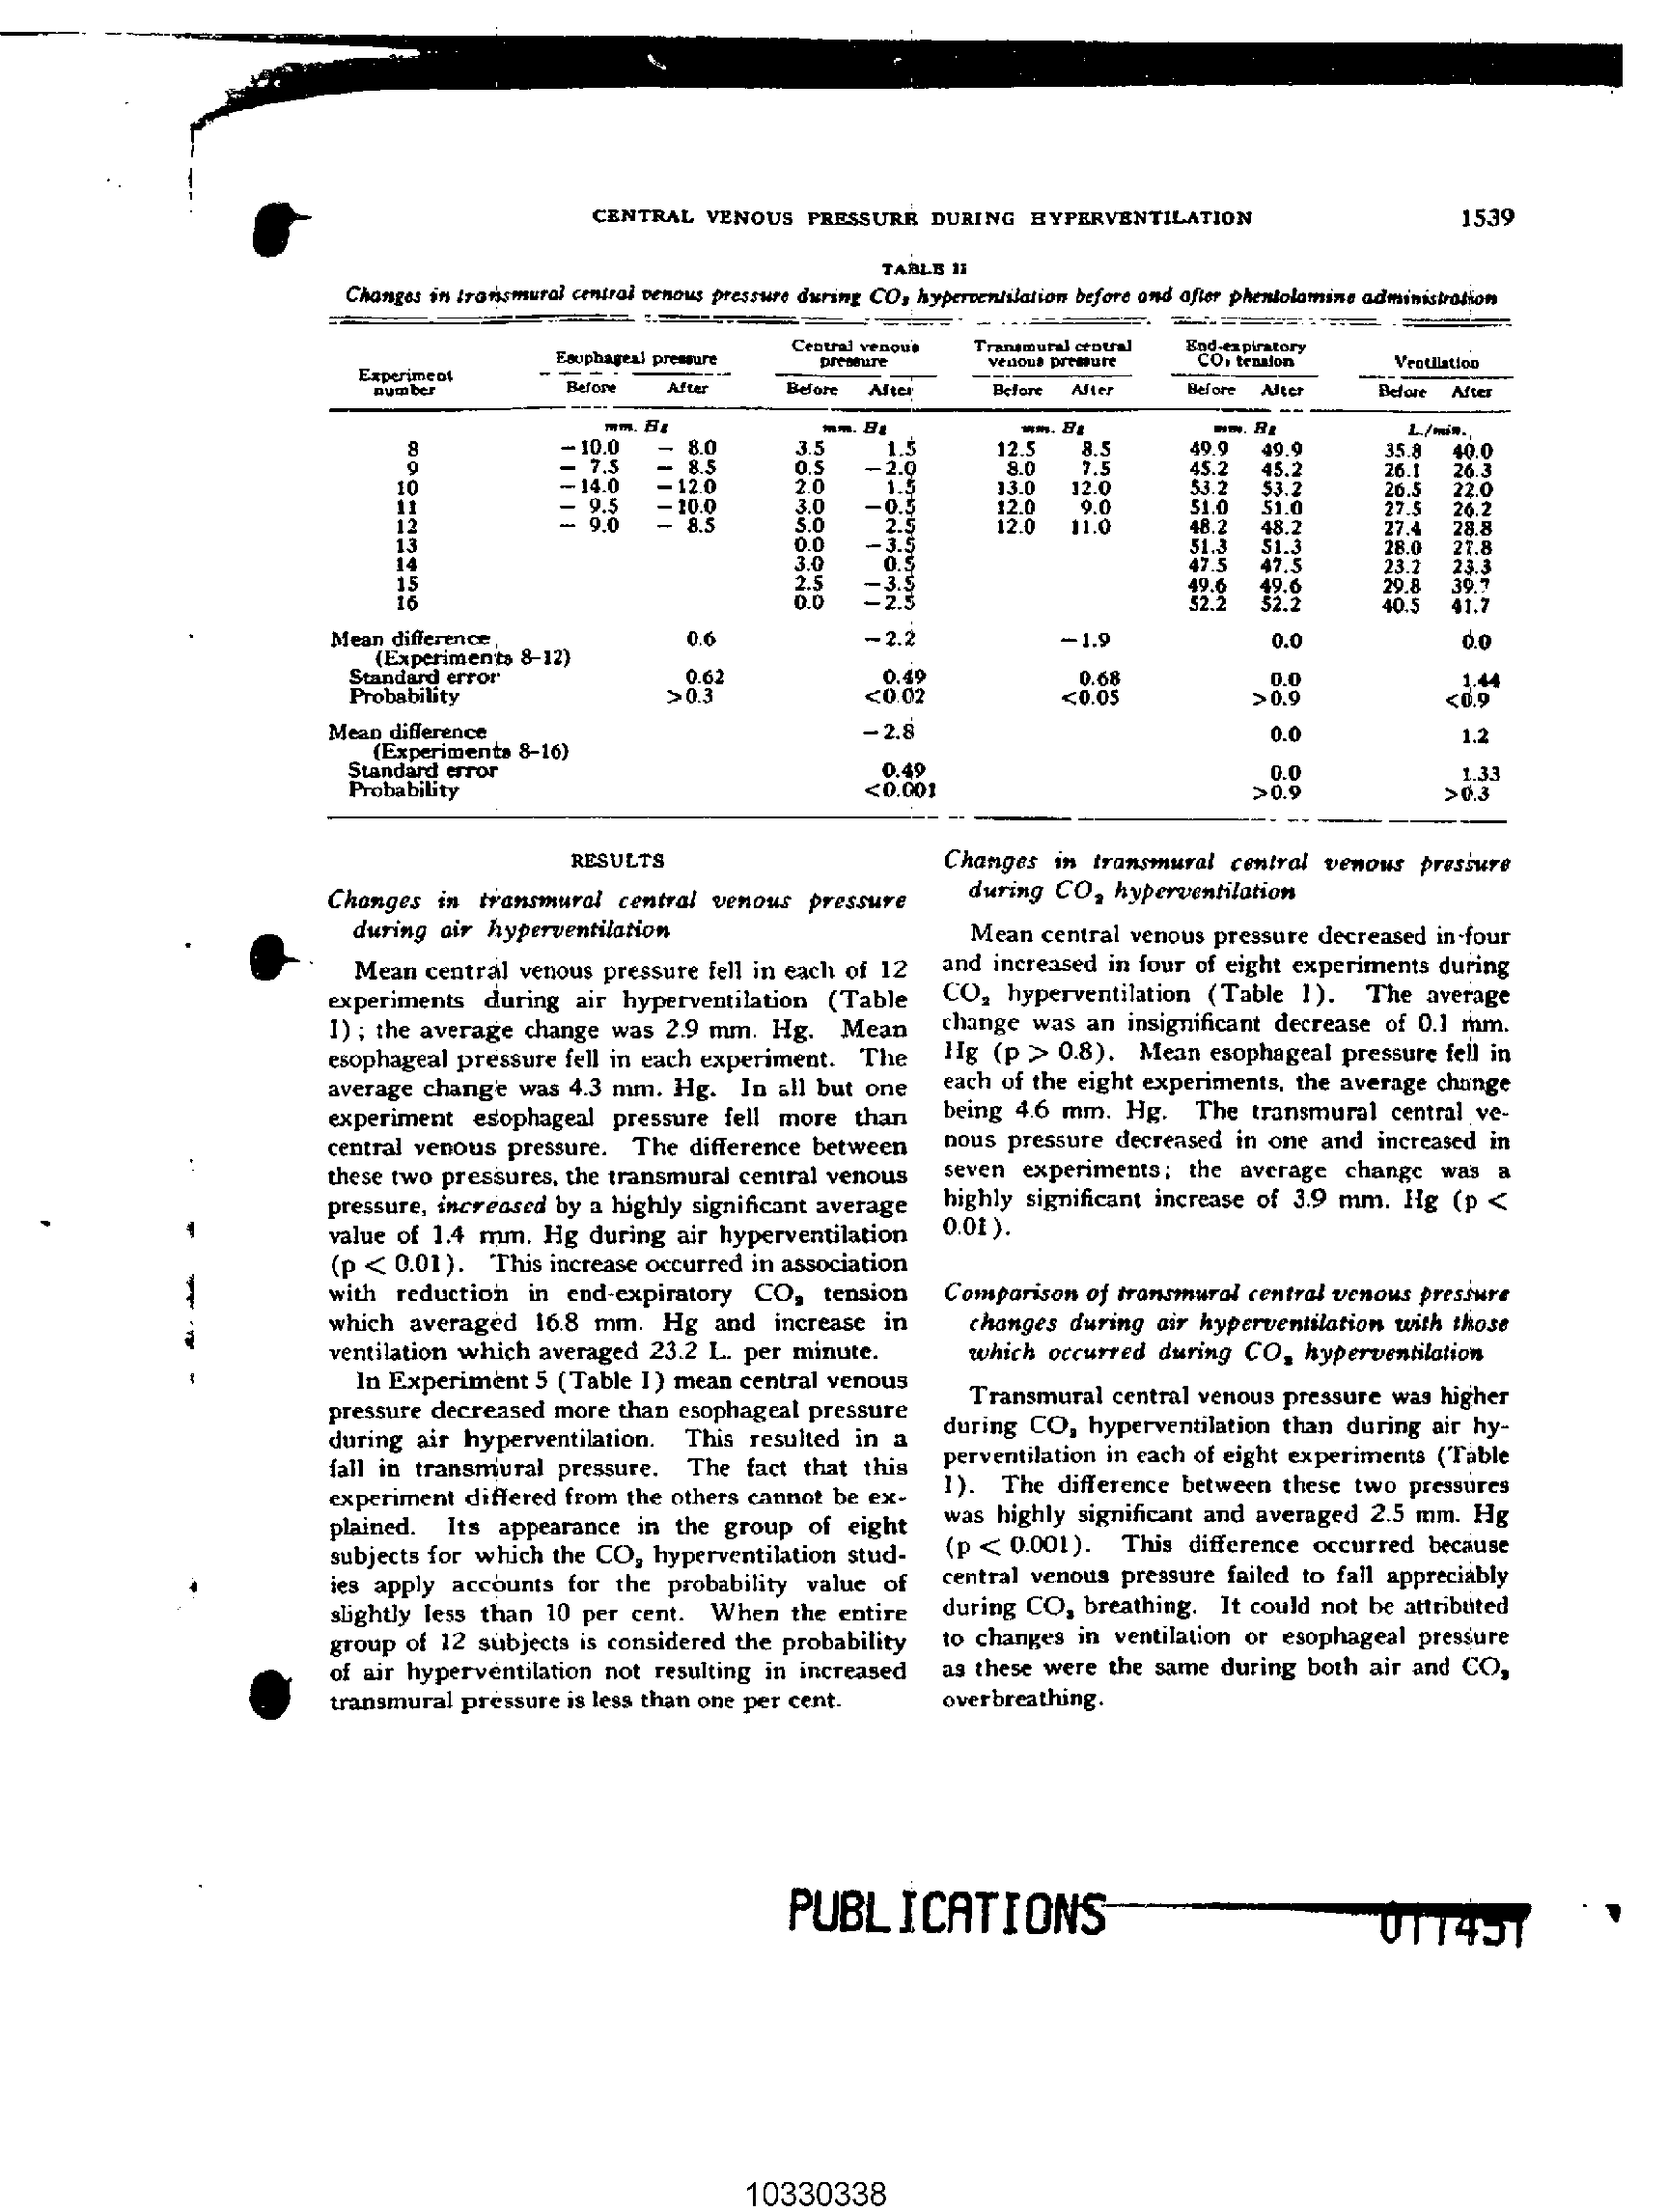 CENTRAL VENOUS PRESSURE DURING HYPERVENTILATION 1539
TABLE II
Changes in transmural central venous pressure during CO₂ hyperventilation before and after phentolamine administration
Experiment number Esophageal pressure Central venous pressure Transmural central venous pressure End-expiratory CO₂ tension Ventilation
Before After Before After Before After Before After Before After
mm. Hg mm. Hg mm. Hg mm. Hg L./min.
8 –10.0 – 8.0 3.5 1.5 12.5 8.5 49.9 49.9 35.8 40.0
9 – 7.5 – 8.5 0.5 –2.0 8.0 7.5 45.2 45.2 26.1 26.3
10 –14.0 –12.0 2.0 1.5 13.0 12.0 53.2 53.2 26.5 22.0
11 – 9.5 –10.0 3.0 –0.5 12.0 9.0 51.0 51.0 27.5 26.2
12 – 9.0 – 8.5 5.0 2.5 12.0 11.0 48.2 48.2 27.4 28.8
13 0.0 –3.5 51.3 51.3 28.0 27.8
14 3.0 0.5 47.5 47.5 23.2 23.3
15 2.5 –3.5 49.6 49.6 29.8 39.7
16 0.0 –2.5 52.2 52.2 40.5 41.7
Mean difference 0.6 –2.2 –1.9 0.0 0.0
(Experiments 8–12)
Standard error 0.62 0.49 0.68 0.0 1.44
Probability >0.3 <0.02 <0.05 >0.9 <0.9
Mean difference –2.8 0.0 1.2
(Experiments 8–16)
Standard error 0.49 0.0 1.33
Probability <0.001 >0.9 >0.3
RESULTS
Changes in transmural central venous pressure
during air hyperventilation
Mean central venous pressure fell in each of 12
experiments during air hyperventilation (Table
I); the average change was 2.9 mm. Hg. Mean
esophageal pressure fell in each experiment. The
average change was 4.3 mm. Hg. In all but one
experiment esophageal pressure fell more than
central venous pressure. The difference between
these two pressures, the transmural central venous
pressure, increased by a highly significant average
value of 1.4 mm. Hg during air hyperventilation
(p < 0.01). This increase occurred in association
with reduction in end-expiratory CO₂ tension
which averaged 16.8 mm. Hg and increase in
ventilation which averaged 23.2 L. per minute.
In Experiment 5 (Table I) mean central venous
pressure decreased more than esophageal pressure
during air hyperventilation. This resulted in a
fall in transmural pressure. The fact that this
experiment differed from the others cannot be ex-
plained. Its appearance in the group of eight
subjects for which the CO₂ hyperventilation stud-
ies apply accounts for the probability value of
slightly less than 10 per cent. When the entire
group of 12 subjects is considered the probability
of air hyperventilation not resulting in increased
transmural pressure is less than one per cent.
Changes in transmural central venous pressure
during CO₂ hyperventilation
Mean central venous pressure decreased in four
and increased in four of eight experiments during
CO₂ hyperventilation (Table I). The average
change was an insignificant decrease of 0.1 mm.
Hg (p > 0.8). Mean esophageal pressure fell in
each of the eight experiments, the average change
being 4.6 mm. Hg. The transmural central ve-
nous pressure decreased in one and increased in
seven experiments; the average change was a
highly significant increase of 3.9 mm. Hg (p <
0.01).
Comparison of transmural central venous pressure
changes during air hyperventilation with those
which occurred during CO₂ hyperventilation
Transmural central venous pressure was higher
during CO₂ hyperventilation than during air hy-
perventilation in each of eight experiments (Table
I). The difference between these two pressures
was highly significant and averaged 2.5 mm. Hg
(p < 0.001). This difference occurred because
central venous pressure failed to fall appreciably
during CO₂ breathing. It could not be attributed
to changes in ventilation or esophageal pressure
as these were the same during both air and CO₂
overbreathing.
PUBLICATIONS
10330338